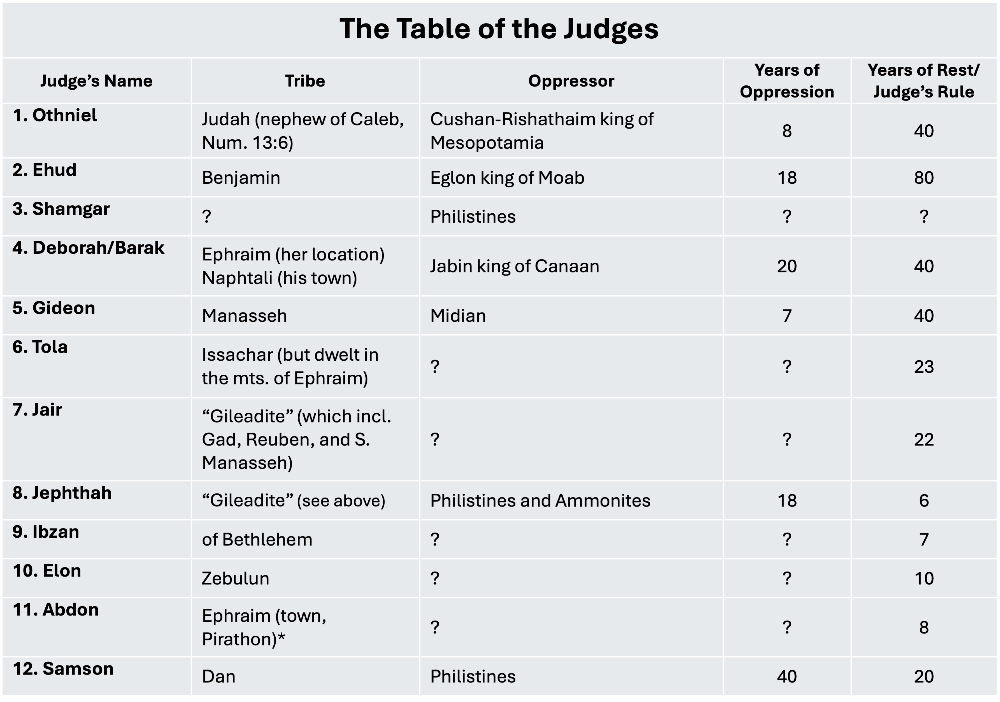 The Table of the Judges
Judge’s Name
Tribe
Oppressor
Years of
Oppression
Years of Rest/
Judge’s Rule
1. Othniel
Judah (nephew of Caleb,
Num. 13:6)
Cushan-Rishathaim king of
Mesopotamia
8
40
2. Ehud
Benjamin
Eglon king of Moab
18
80
3. Shamgar
?
Philistines
?
?
4. Deborah/Barak
Ephraim (her location)
Naphtali (his town)
Jabin king of Canaan
20
40
5. Gideon
Manasseh
Midian
7
40
6. Tola
Issachar (but dwelt in
the mts. of Ephraim)
?
?
23
7. Jair
“Gileadite” (which incl.
Gad, Reuben, and S.
Manasseh)
?
?
22
8. Jephthah
“Gileadite” (see above)
Philistines and Ammonites
18
6
9. Ibzan
of Bethlehem
?
?
7
10. Elon
Zebulun
?
?
10
11. Abdon
Ephraim (town,
Pirathon)*
?
?
8
12. Samson
Dan
Philistines
40
20